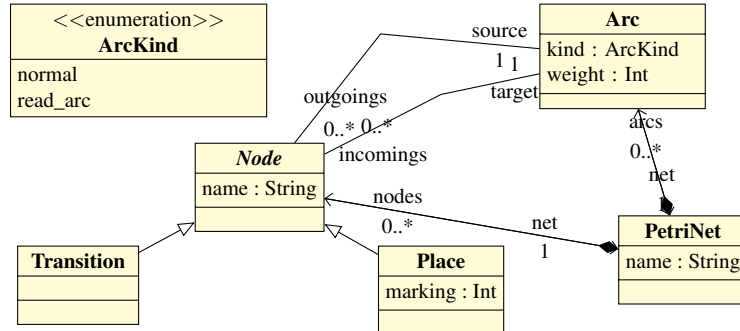 <<enumeration>>
ArcKind
normal
read_arc
Arc
kind : ArcKind
weight : Int
source
1
1
target
outgoings
0..*
0..*
incomings
Node
name : String
arcs
0..*
net
1
nodes
0..*
net
1
PetriNet
name : String
Transition
Place
marking : Int